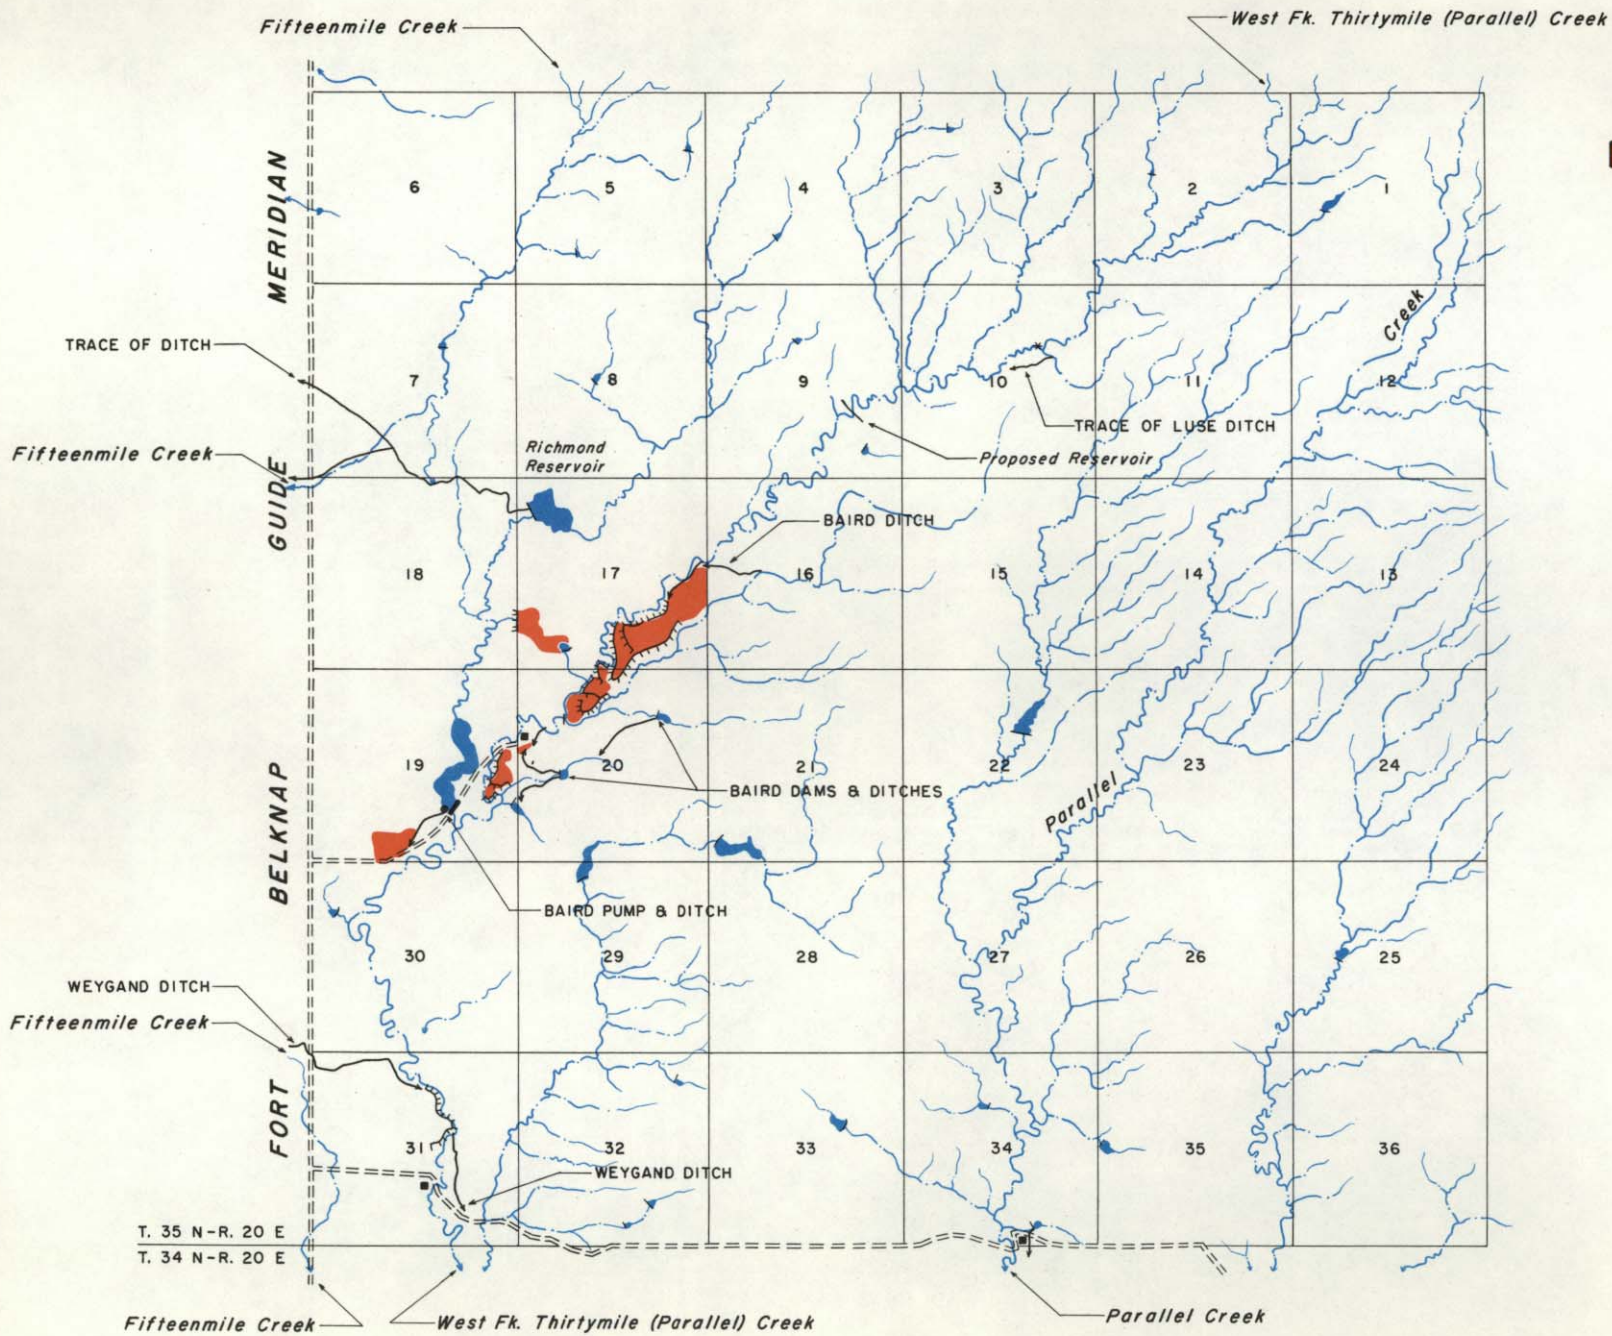 Fifteenmile Creek
West Fk. Thirtymile (Parallel) Creek
6
5
4
3
2
1
MERIDIAN
GUIDE
BELKNAP
FORT
Creek
TRACE OF DITCH
7
8
9
10
11
12
TRACE OF LUSE DITCH
Fifteenmile Creek
Richmond
Reservoir
Proposed Reservoir
BAIRD DITCH
18
17
16
15
14
13
19
20
21
22
23
24
BAIRD DAMS & DITCHES
Parallel
BAIRD PUMP & DITCH
30
29
28
27
26
25
WEYGAND DITCH
Fifteenmile Creek
31
32
33
34
35
36
WEYGAND DITCH
T. 35 N-R. 20 E
T. 34 N-R. 20 E
Fifteenmile Creek
West Fk. Thirtymile (Parallel) Creek
Parallel Creek